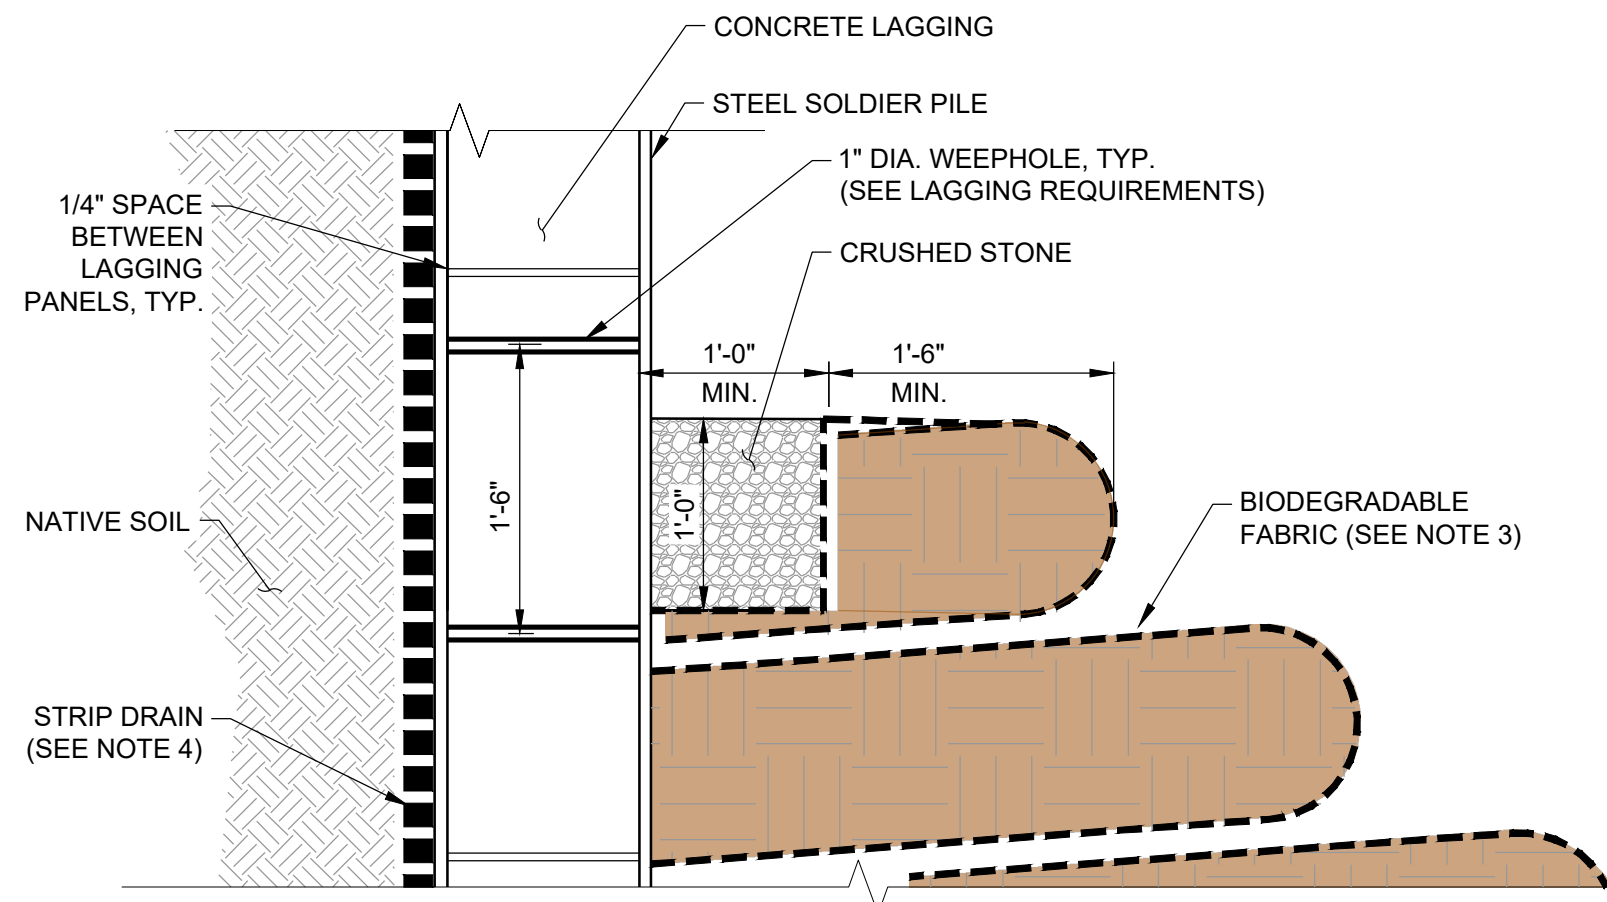 CONCRETE LAGGING
STEEL SOLDIER PILE
1" DIA. WEEPHOLE, TYP.
(SEE LAGGING REQUIREMENTS)
1/4" SPACE
BETWEEN
LAGGING
PANELS, TYP.
CRUSHED STONE
1'-0"
MIN.
1'-6"
MIN.
1'-6"
1'-0"
NATIVE SOIL
BIODEGRADABLE
FABRIC (SEE NOTE 3)
STRIP DRAIN
(SEE NOTE 4)